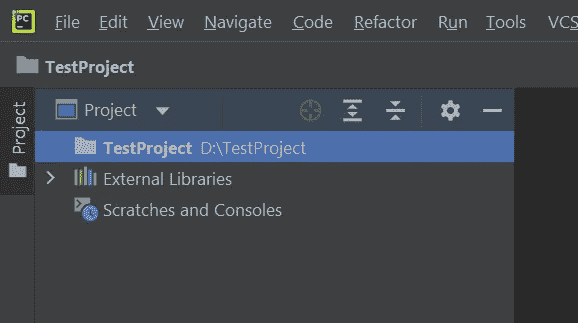 PC File Edit View Navigate Code Refactor Run Tools VCS
TestProject
Project
Project
TestProject D:\TestProject
External Libraries
Scratches and Consoles